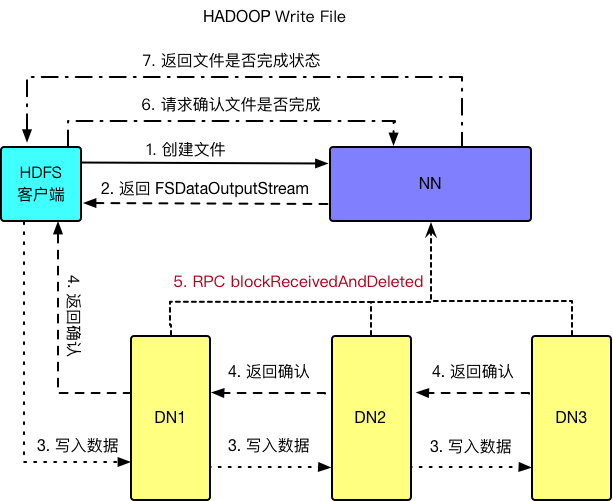 HADOOP Write File
7. 返回文件是否完成状态
6. 请求确认文件是否完成
1. 创建文件
HDFS
客户端
2. 返回 FSDataOutputStream
NN
5. RPC blockReceivedAndDeleted
4. 返回确认
4. 返回确认
4. 返回确认
DN1
DN2
DN3
3. 写入数据
3. 写入数据
3. 写入数据